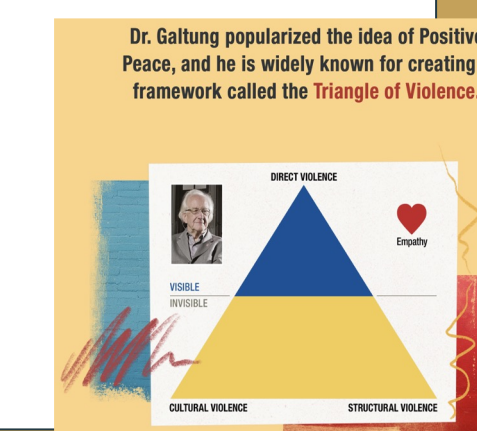 Dr. Galtung popularized the idea of Positive
Peace, and he is widely known for creating
framework called the Triangle of Violence.
DIRECT VIOLENCE
Empathy
VISIBLE
INVISIBLE
CULTURAL VIOLENCE
STRUCTURAL VIOLENCE